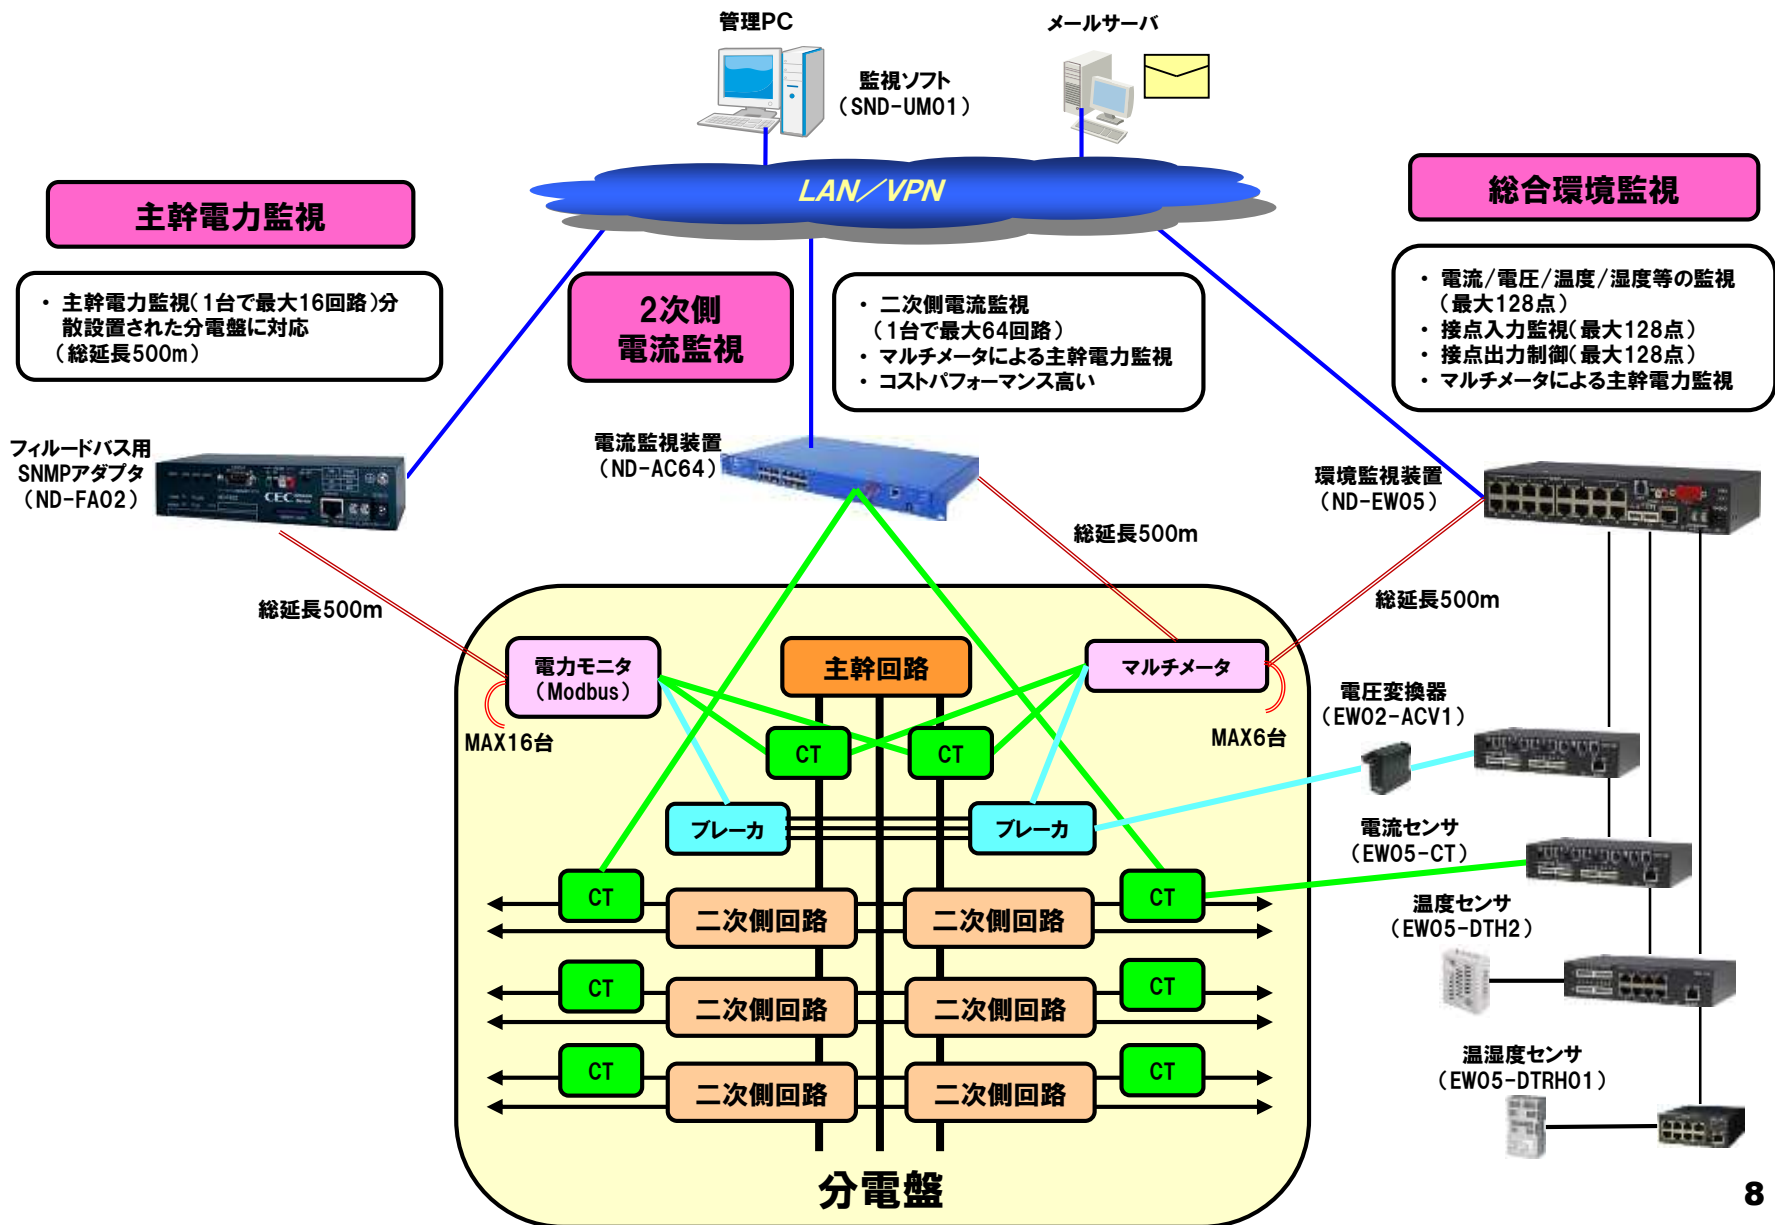 管理PC
メールサーバ
監視ソフト
（SND-UM01）
LAN／VPN
主幹電力監視
総合環境監視
・ 主幹電力監視（1台で最大16回路）分
散設置された分電盤に対応
（総延長500m）
2次側
電流監視
・ 二次側電流監視
（1台で最大64回路）
・ マルチメータによる主幹電力監視
・ コストパフォーマンス高い
・ 電流/電圧/温度/湿度等の監視
（最大128点）
・ 接点入力監視（最大128点）
・ 接点出力制御（最大128点）
・ マルチメータによる主幹電力監視
フィルードバス用
SNMPアダプタ
（ND-FA02）
CEC
電流監視装置
（ND-AC64）
環境監視装置
（ND-EW05）
総延長500m
総延長500m
総延長500m
電力モニタ
（Modbus）
主幹回路
マルチメータ
MAX16台
MAX6台
CT
CT
ブレーカ
ブレーカ
電圧変換器
（EW02-ACV1）
電流センサ
（EW05-CT）
CT
CT
二次側回路
二次側回路
温度センサ
（EW05-DTH2）
CT
CT
二次側回路
二次側回路
温湿度センサ
（EW05-DTRH01）
CT
CT
二次側回路
二次側回路
分電盤
8